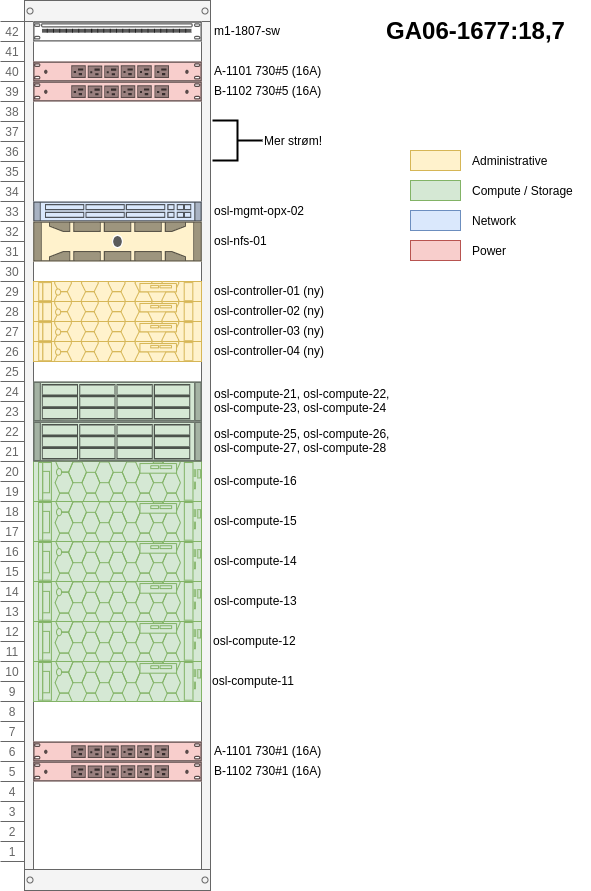 GA06-1677:18,7
42 m1-1807-sw
41
40 A-1101 730#5 (16A)
39 B-1102 730#5 (16A)
38
37
Mer strøm!
36
35
34
33 osl-mgmt-opx-02
32
osl-nfs-01
31
30
29 osl-controller-01 (ny)
28 osl-controller-02 (ny)
27 osl-controller-03 (ny)
26 osl-controller-04 (ny)
25
24 osl-compute-21, osl-compute-22,
23 osl-compute-23, osl-compute-24
22 osl-compute-25, osl-compute-26,
21 osl-compute-27, osl-compute-28
20
osl-compute-16
19
18
osl-compute-15
17
16
osl-compute-14
15
14
osl-compute-13
13
12
osl-compute-12
11
10
osl-compute-11
9
8
7
6 A-1101 730#1 (16A)
5 B-1102 730#1 (16A)
4
3
2
1
Administrative
Compute / Storage
Network
Power